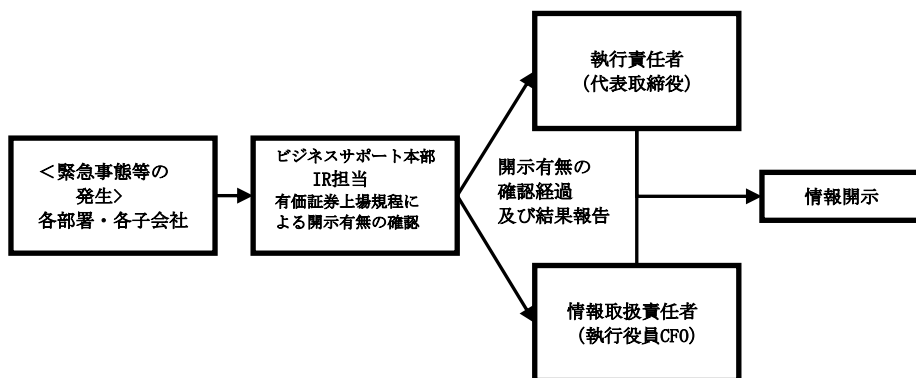 <緊急事態等の
発生>
各部署・各子会社
ビジネスサポート本部
IR担当
有価証券上場規程に
よる開示有無の確認
執行責任者
(代表取締役)
開示有無の
確認経過
及び結果報告
情報取扱責任者
(執行役員CFO)
情報開示